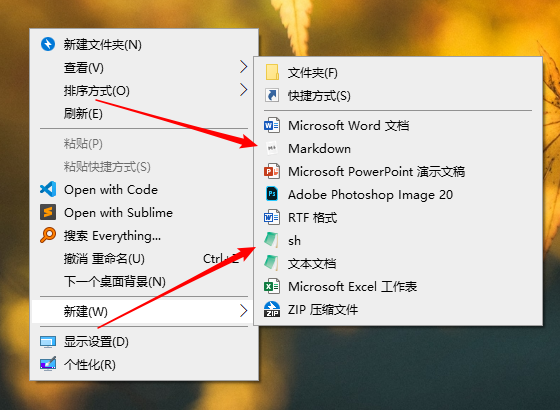 新建文件夹(N)
查看(V)
排序方式(O)
刷新(E)
粘贴(P)
粘贴快捷方式(S)
Open with Code
Open with Sublime
搜索 Everything...
撤消 重命名(U) Ctrl+Z
下一个桌面背景(N)
新建(W)
显示设置(D)
个性化(R)
文件夹(F)
快捷方式(S)
Microsoft Word 文档
Markdown
Microsoft PowerPoint 演示文稿
Adobe Photoshop Image 20
RTF 格式
sh
文本文档
Microsoft Excel 工作表
ZIP 压缩文件